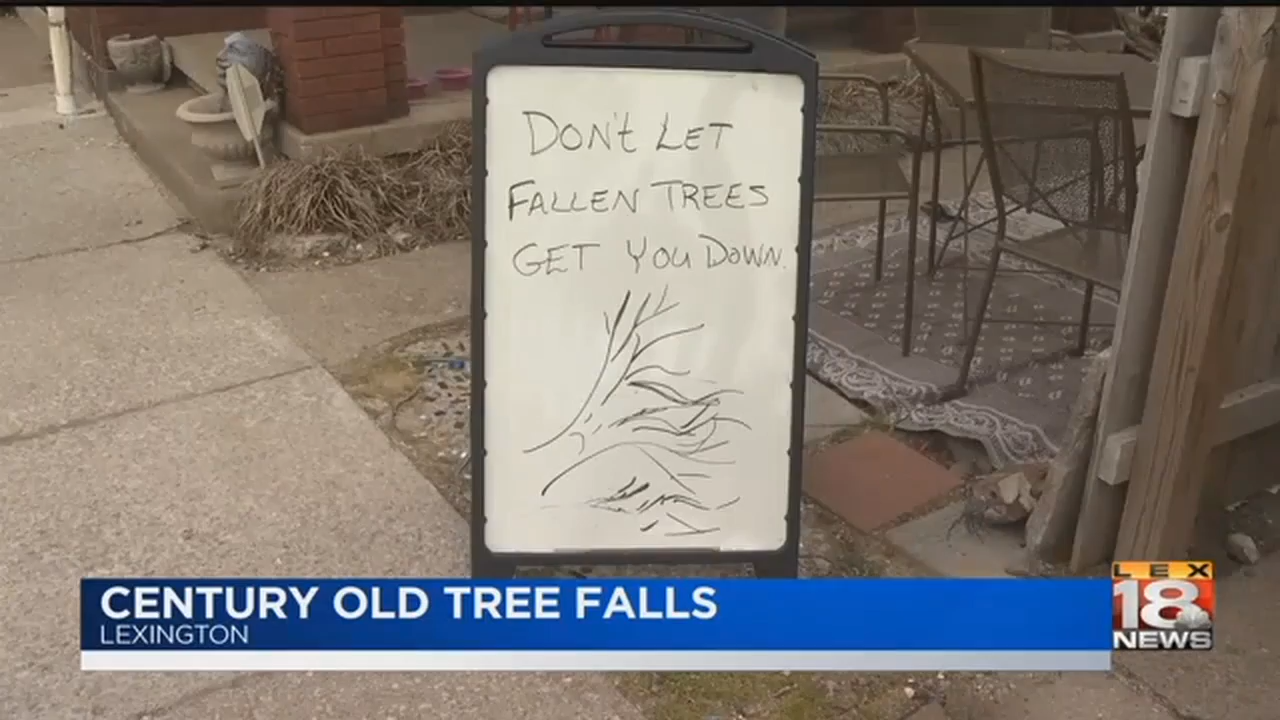 DON'T LET
FALLEN TREES
GET YOU DOWN.
CENTURY OLD TREE FALLS
LEXINGTON
LEX
18
NEWS